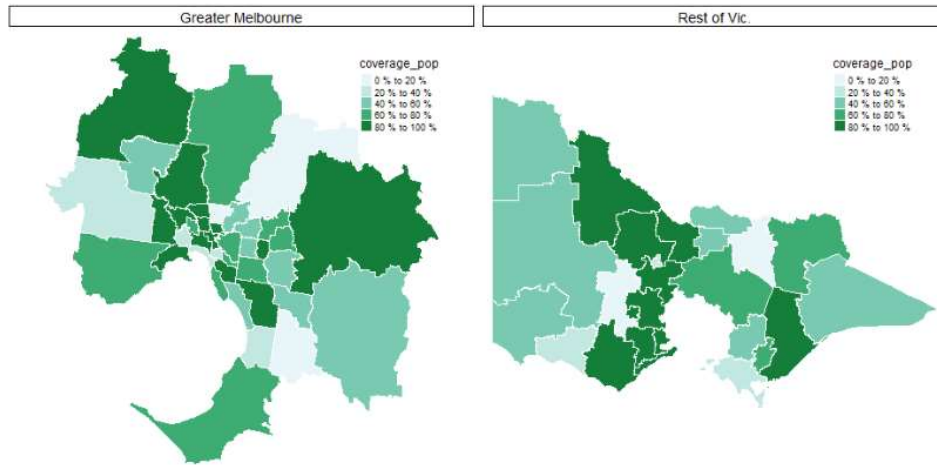 Greater Melbourne
coverage_pop
0 % to 20 %
20 % to 40 %
40 % to 60 %
60 % to 80 %
80 % to 100 %
Rest of Vic.
coverage_pop
0 % to 20 %
20 % to 40 %
40 % to 60 %
60 % to 80 %
80 % to 100 %